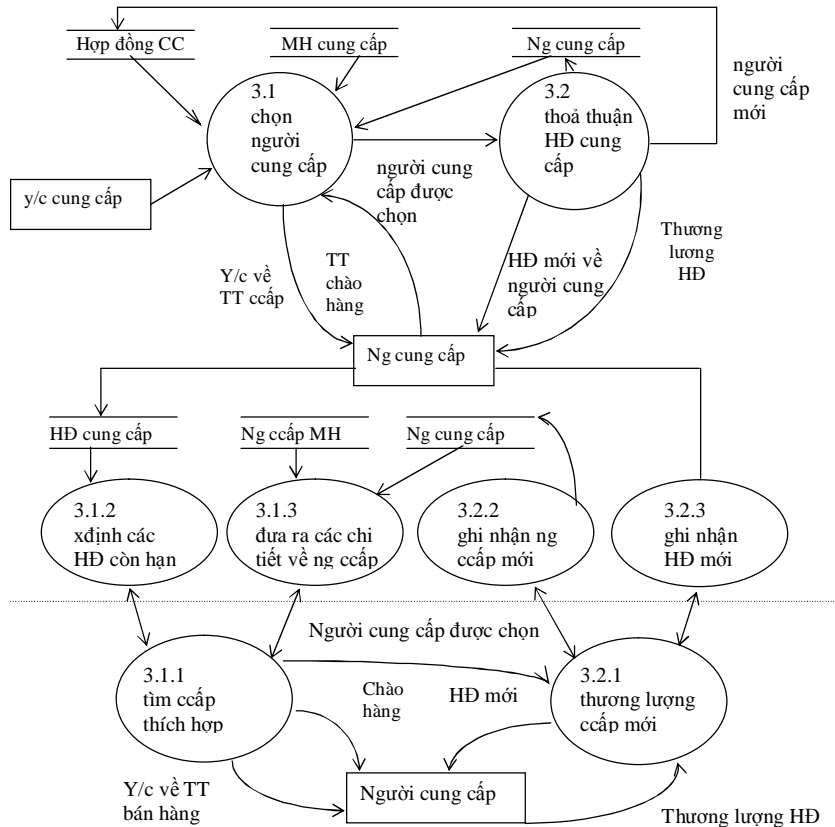 Hợp đồng CC
MH cung cấp
Ng cung cấp
người
cung cấp
mới
3.1
chọn
người
cung cấp
3.2
thoả thuận
HĐ cung
cấp
người cung
cấp được
chọn
y/c cung cấp
Thương
lương
HĐ
Y/c về
TT ccấp
TT
chào
hàng
HĐ mới về
người cung
cấp
Ng cung cấp
HĐ cung cấp
Ng ccấp MH
Ng cung cấp
3.1.2
xđịnh các
HĐ còn hạn
3.1.3
đưa ra các chi
tiết về ng ccấp
3.2.2
ghi nhận ng
ccấp mới
3.2.3
ghi nhận
HĐ mới
Người cung cấp được chọn
3.1.1
tìm ccấp
thích hợp
Chào
hàng
HĐ mới
3.2.1
thương lượng
ccấp mới
Y/c về TT
bán hàng
Người cung cấp
Thương lượng HĐ